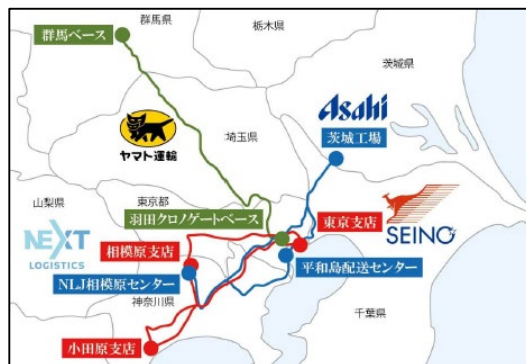 群馬県
栃木県
群馬ベース
茨城県
Asahi
茨城工場
ヤマト運輸
埼玉県
山梨県
東京都
羽田クロノゲートベース
東京支店
SEINO
NEXT
LOGISTICS
相模原支店
平和島配送センター
NLJ相模原センター
神奈川県
千葉県
小田原支店